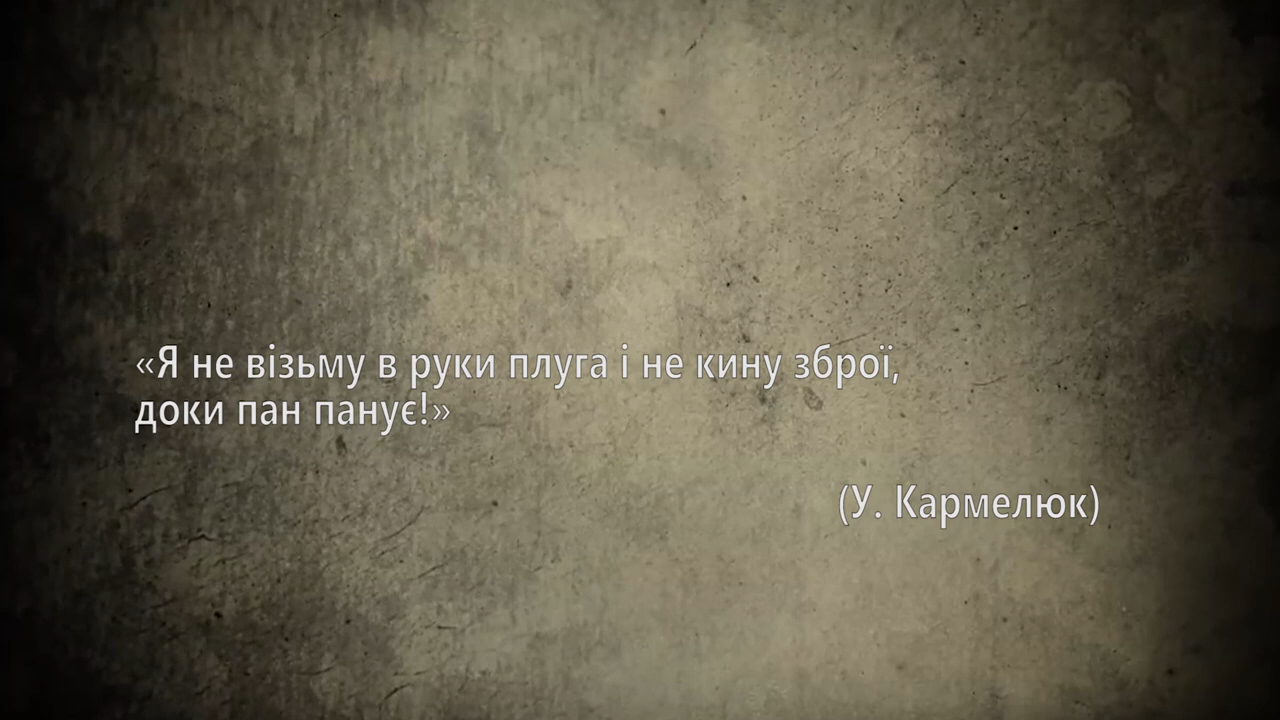 «Я не візьму в руки плуга і не кину зброї,
доки пан панує!»
(У. Кармелюк)